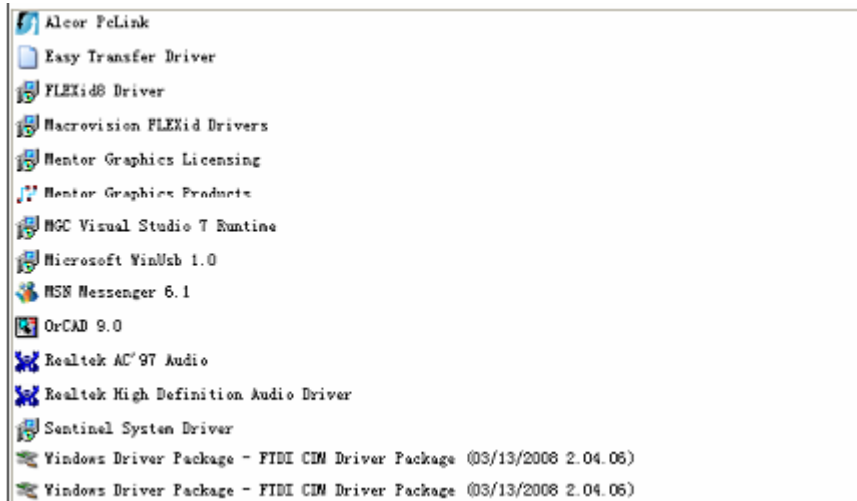 Alcor PcLink
Easy Transfer Driver
FLEXid8 Driver
Macrovision FLEXid Drivers
Mentor Graphics Licensing
Mentor Graphics Products
MGC Visual Studio 7 Runtime
Microsoft WinUsb 1.0
MSN Messenger 6.1
OrCAD 9.0
Realtek AC'97 Audio
Realtek High Definition Audio Driver
Sentinel System Driver
Windows Driver Package - FTDI CDM Driver Package (03/13/2008 2.04.06)
Windows Driver Package - FTDI CDM Driver Package (03/13/2008 2.04.06)